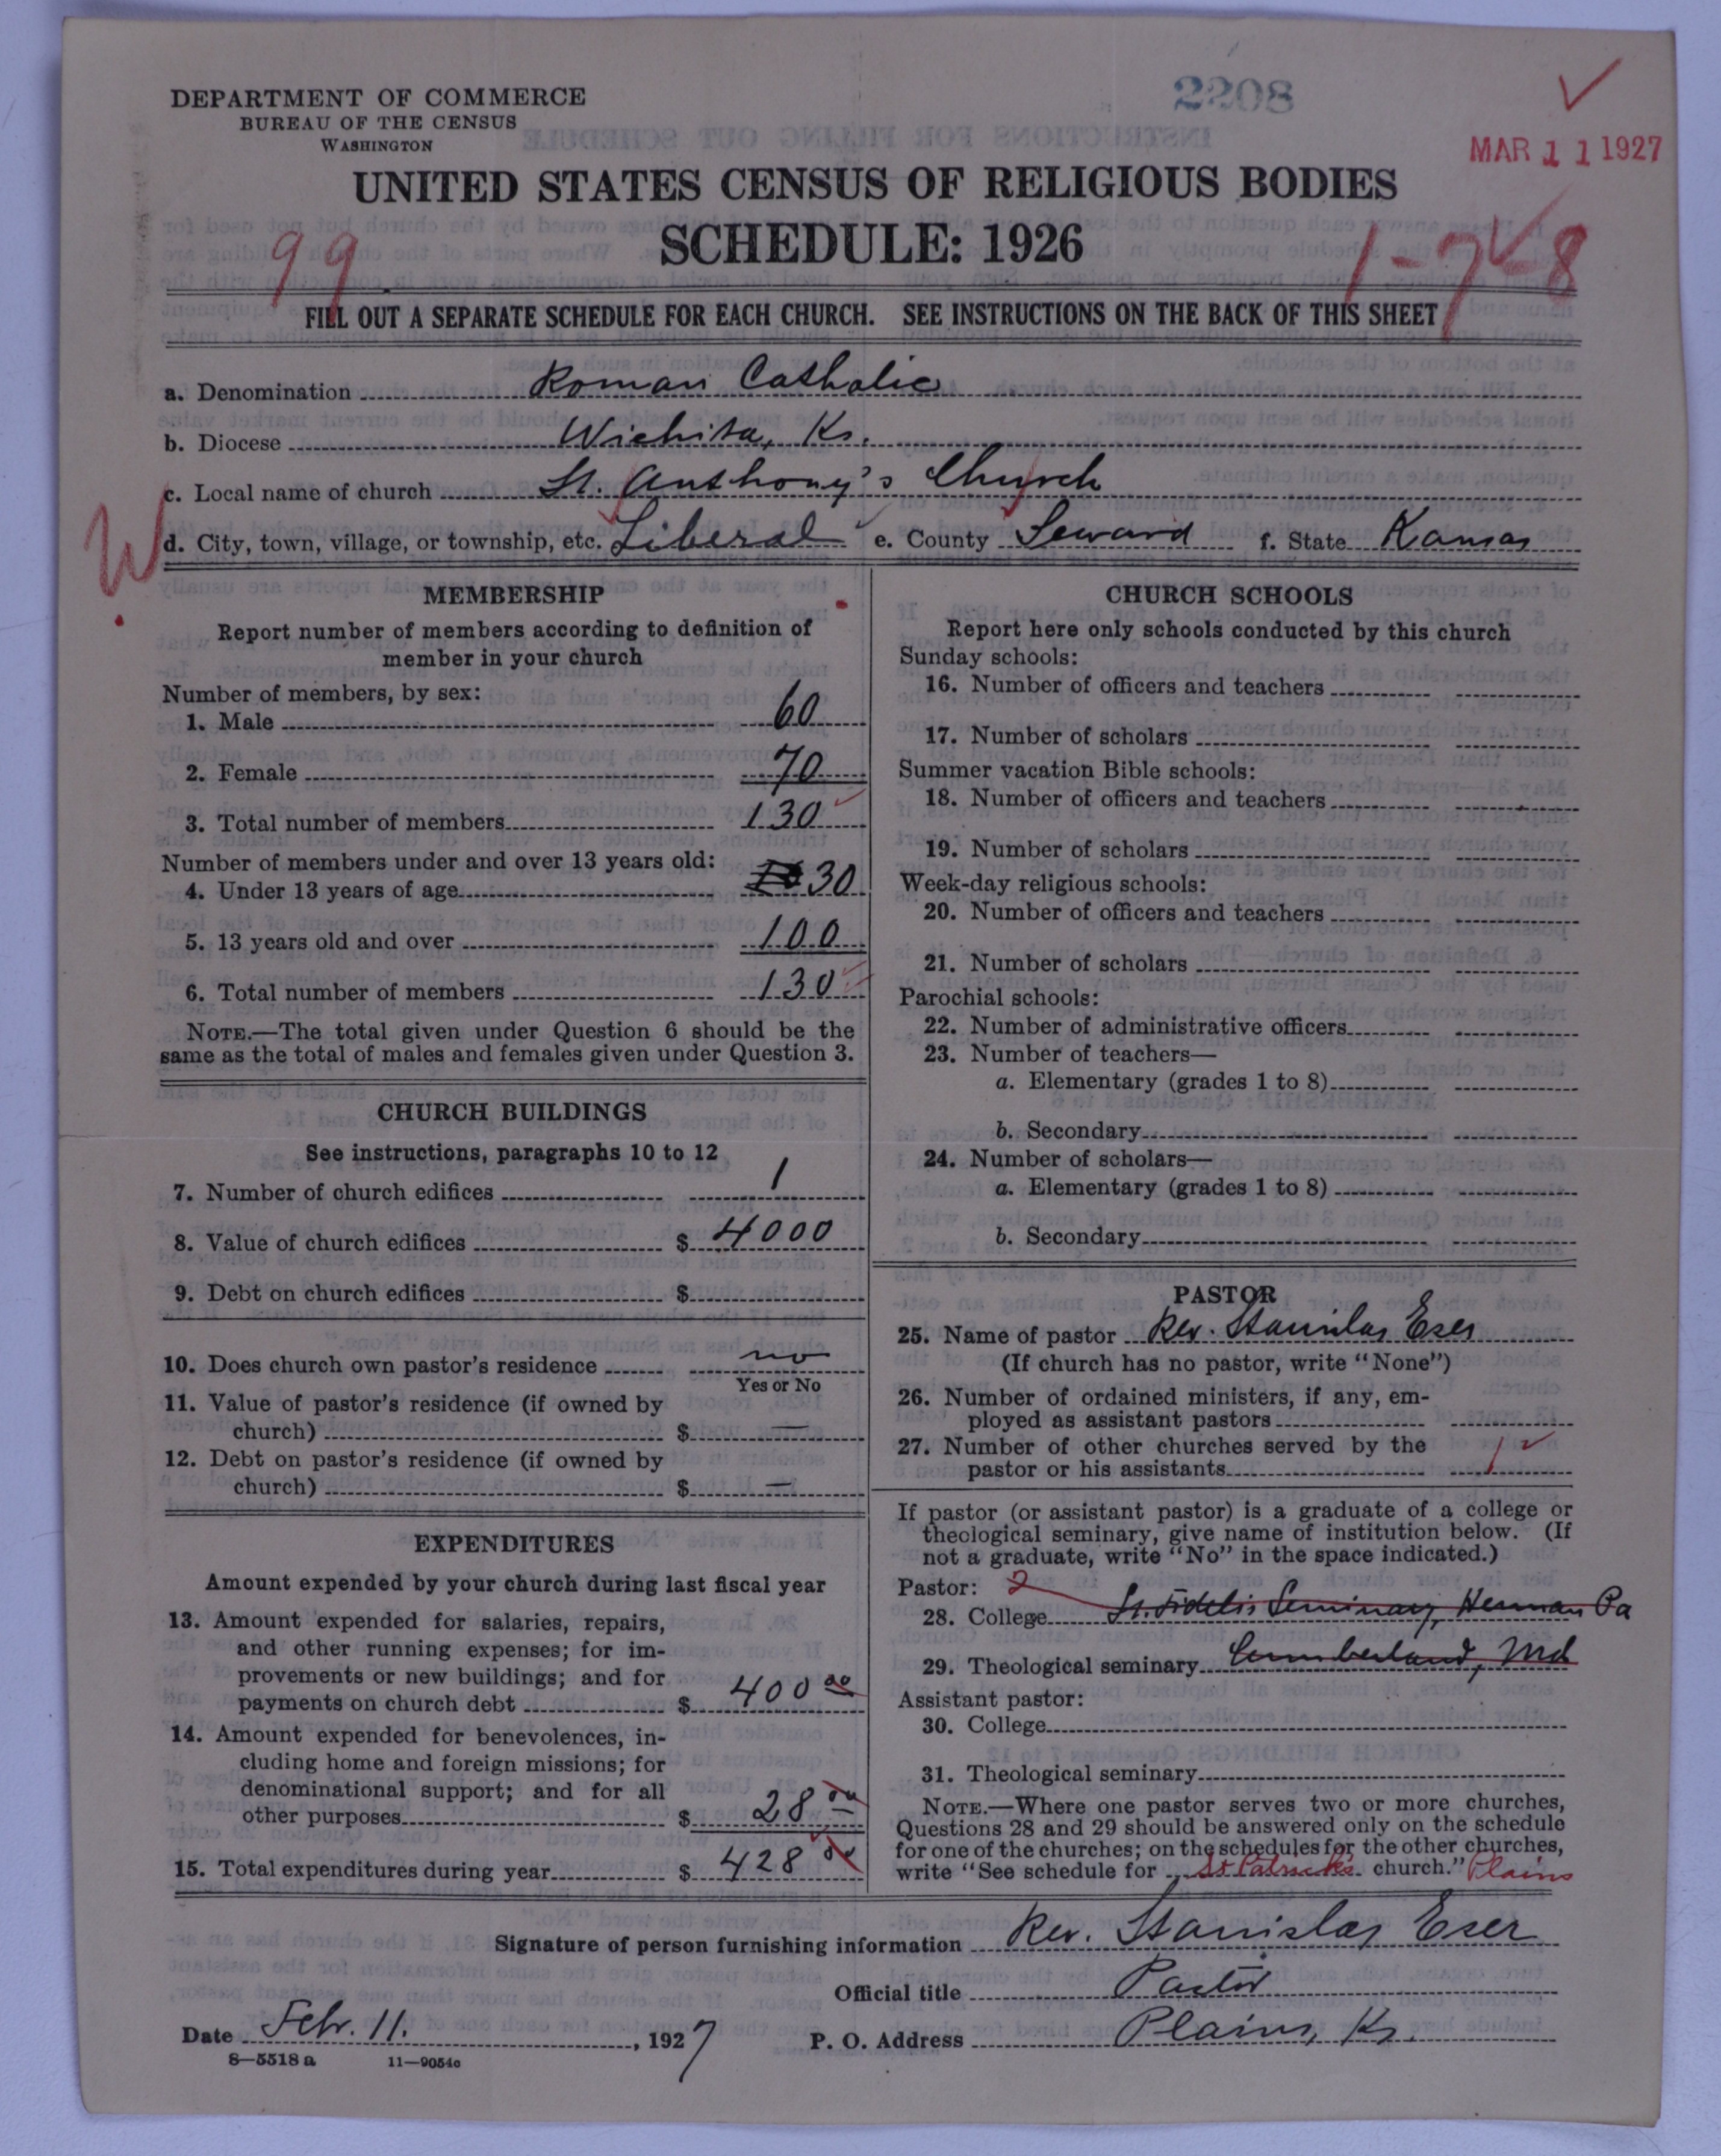 2208
DEPARTMENT OF COMMERCE
BUREAU OF THE CENSUS
WASHINGTON
MAR 11 1927
UNITED STATES CENSUS OF RELIGIOUS BODIES
SCHEDULE: 1926
99
1-7-8
FILL OUT A SEPARATE SCHEDULE FOR EACH CHURCH. SEE INSTRUCTIONS ON THE BACK OF THIS SHEET
a. Denomination Roman Catholic
b. Diocese Wichita, Ks.
c. Local name of church St. Anthony's Church
W
d. City, town, village, or township, etc. Liberal e. County Seward f. State Kansas
MEMBERSHIP
Report number of members according to definition of
member in your church
Number of members, by sex:
1. Male 60
2. Female 70
3. Total number of members 130
Number of members under and over 13 years old:
4. Under 13 years of age 30
5. 13 years old and over 100
6. Total number of members 130
NOTE.—The total given under Question 6 should be the
same as the total of males and females given under Question 3.
CHURCH BUILDINGS
See instructions, paragraphs 10 to 12
7. Number of church edifices 1
8. Value of church edifices $ 4000
9. Debt on church edifices $
10. Does church own pastor's residence no
Yes or No
11. Value of pastor's residence (if owned by
church) $ —
12. Debt on pastor's residence (if owned by
church) $ —
EXPENDITURES
Amount expended by your church during last fiscal year
13. Amount expended for salaries, repairs,
and other running expenses; for im-
provements or new buildings; and for
payments on church debt $ 400 00
14. Amount expended for benevolences, in-
cluding home and foreign missions; for
denominational support; and for all
other purposes $ 28 00
15. Total expenditures during year $ 428 00
CHURCH SCHOOLS
Report here only schools conducted by this church
Sunday schools:
16. Number of officers and teachers
17. Number of scholars
Summer vacation Bible schools:
18. Number of officers and teachers
19. Number of scholars
Week-day religious schools:
20. Number of officers and teachers
21. Number of scholars
Parochial schools:
22. Number of administrative officers
23. Number of teachers—
a. Elementary (grades 1 to 8)
b. Secondary
24. Number of scholars—
a. Elementary (grades 1 to 8)
b. Secondary
PASTOR
25. Name of pastor Rev. Stanislas Eser
(If church has no pastor, write "None")
26. Number of ordained ministers, if any, em-
ployed as assistant pastors
27. Number of other churches served by the
pastor or his assistants 1
If pastor (or assistant pastor) is a graduate of a college or
theological seminary, give name of institution below. (If
not a graduate, write "No" in the space indicated.)
Pastor: 2
28. College St. Fidelis Seminary, Herman Pa
29. Theological seminary Cumberland, Md
Assistant pastor:
30. College
31. Theological seminary
NOTE.—Where one pastor serves two or more churches,
Questions 28 and 29 should be answered only on the schedule
for one of the churches; on the schedules for the other churches,
write "See schedule for St Patrick's church." Plains
Signature of person furnishing information Rev. Stanislas Eser
Official title Pastor
Date Febr. 11. , 1927 P. O. Address Plains, Ks.
8—5518 a 11—9054c